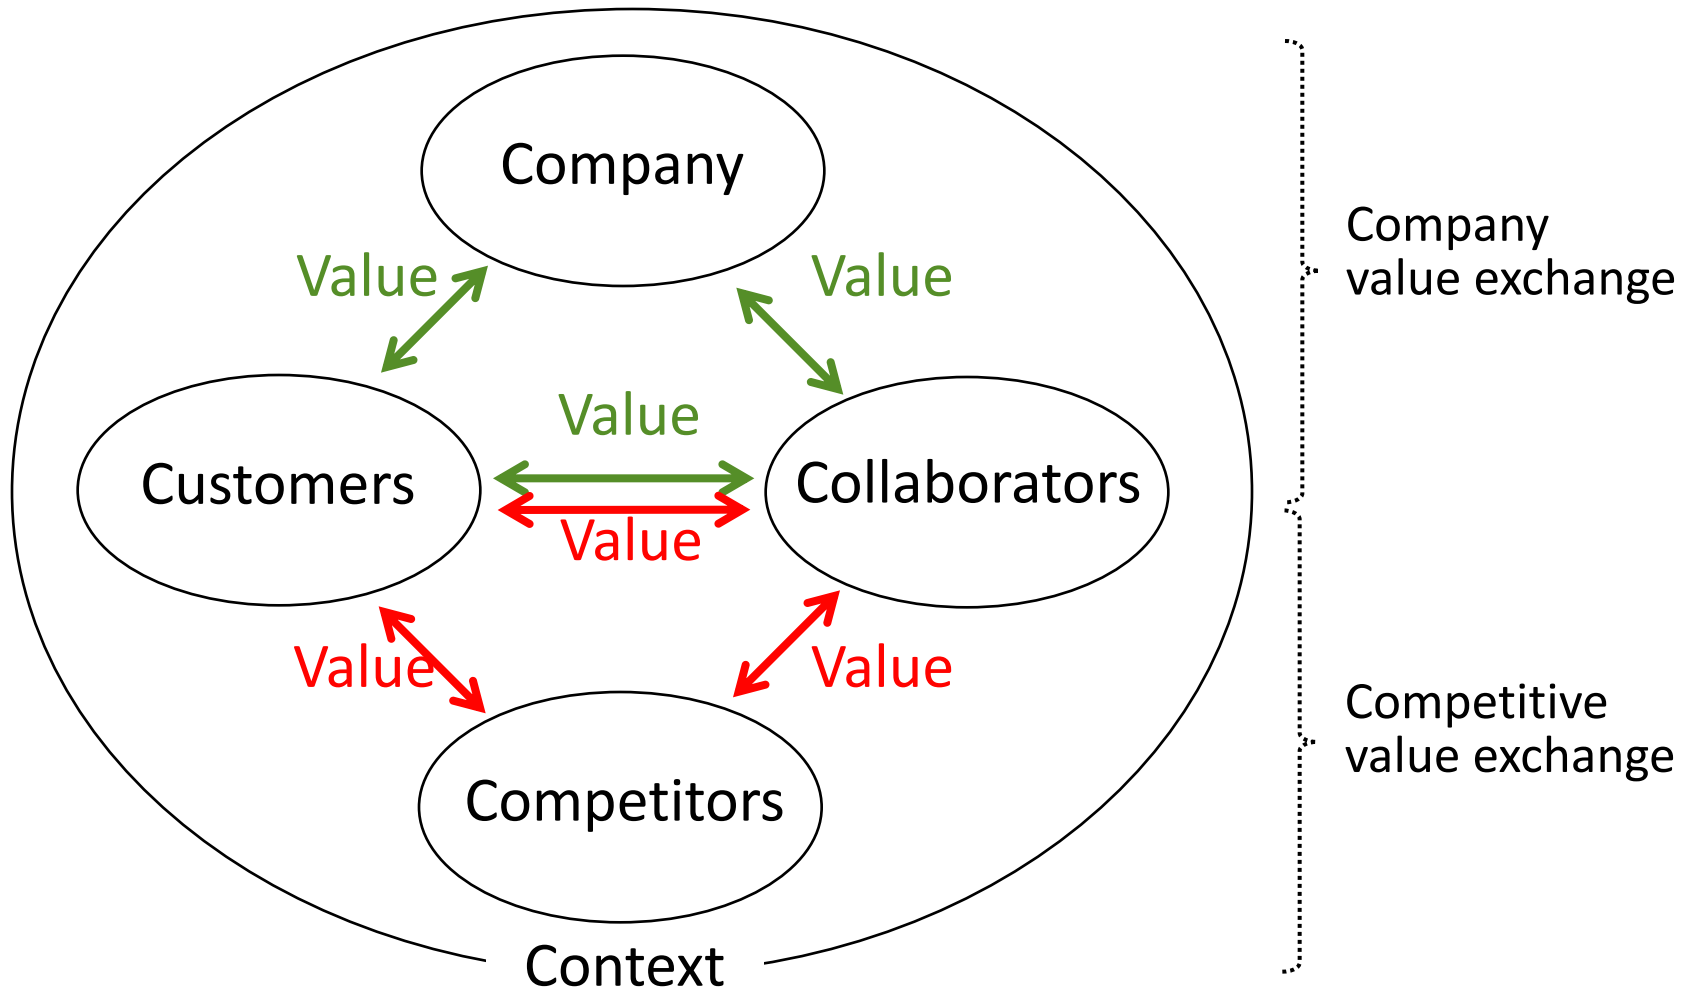 Company
Value
Value
Company
value exchange
Value
Customers
Collaborators
Value
Value
Value
Competitive
value exchange
Competitors
Context